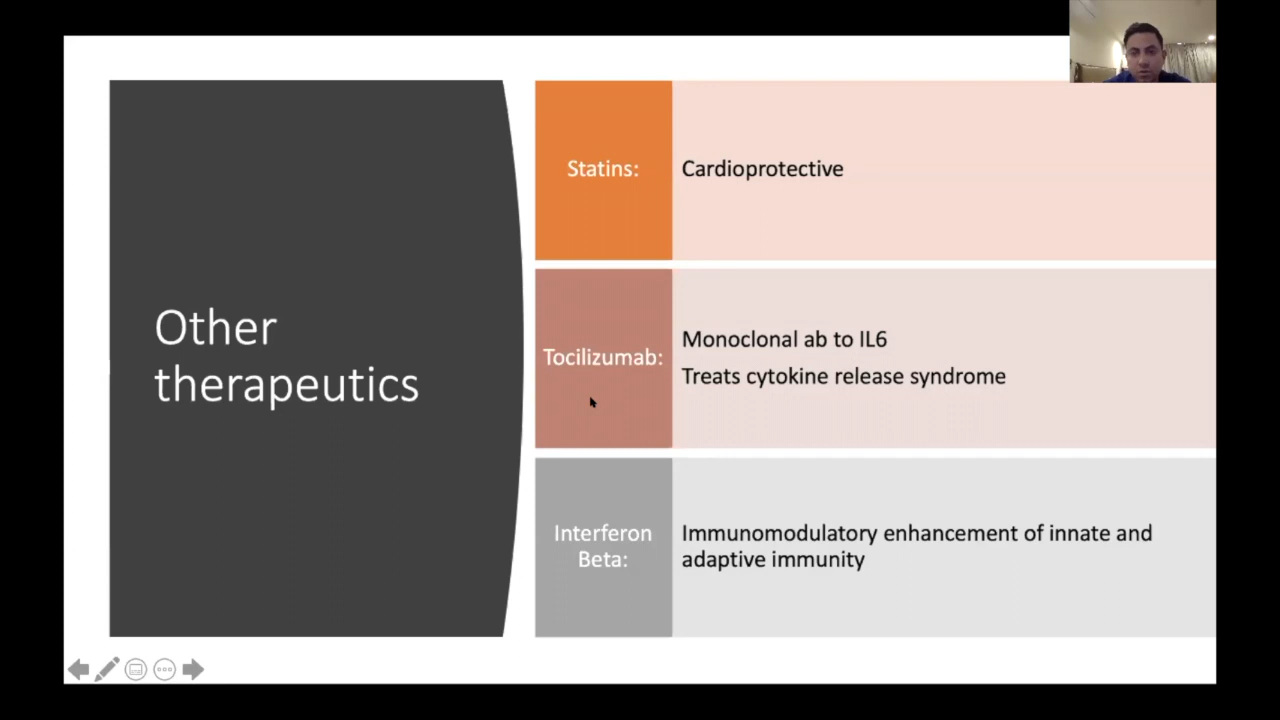 Other
therapeutics
Statins:
Cardioprotective
Tocilizumab:
Monoclonal ab to IL6
Treats cytokine release syndrome
Interferon
Beta:
Immunomodulatory enhancement of innate and
adaptive immunity